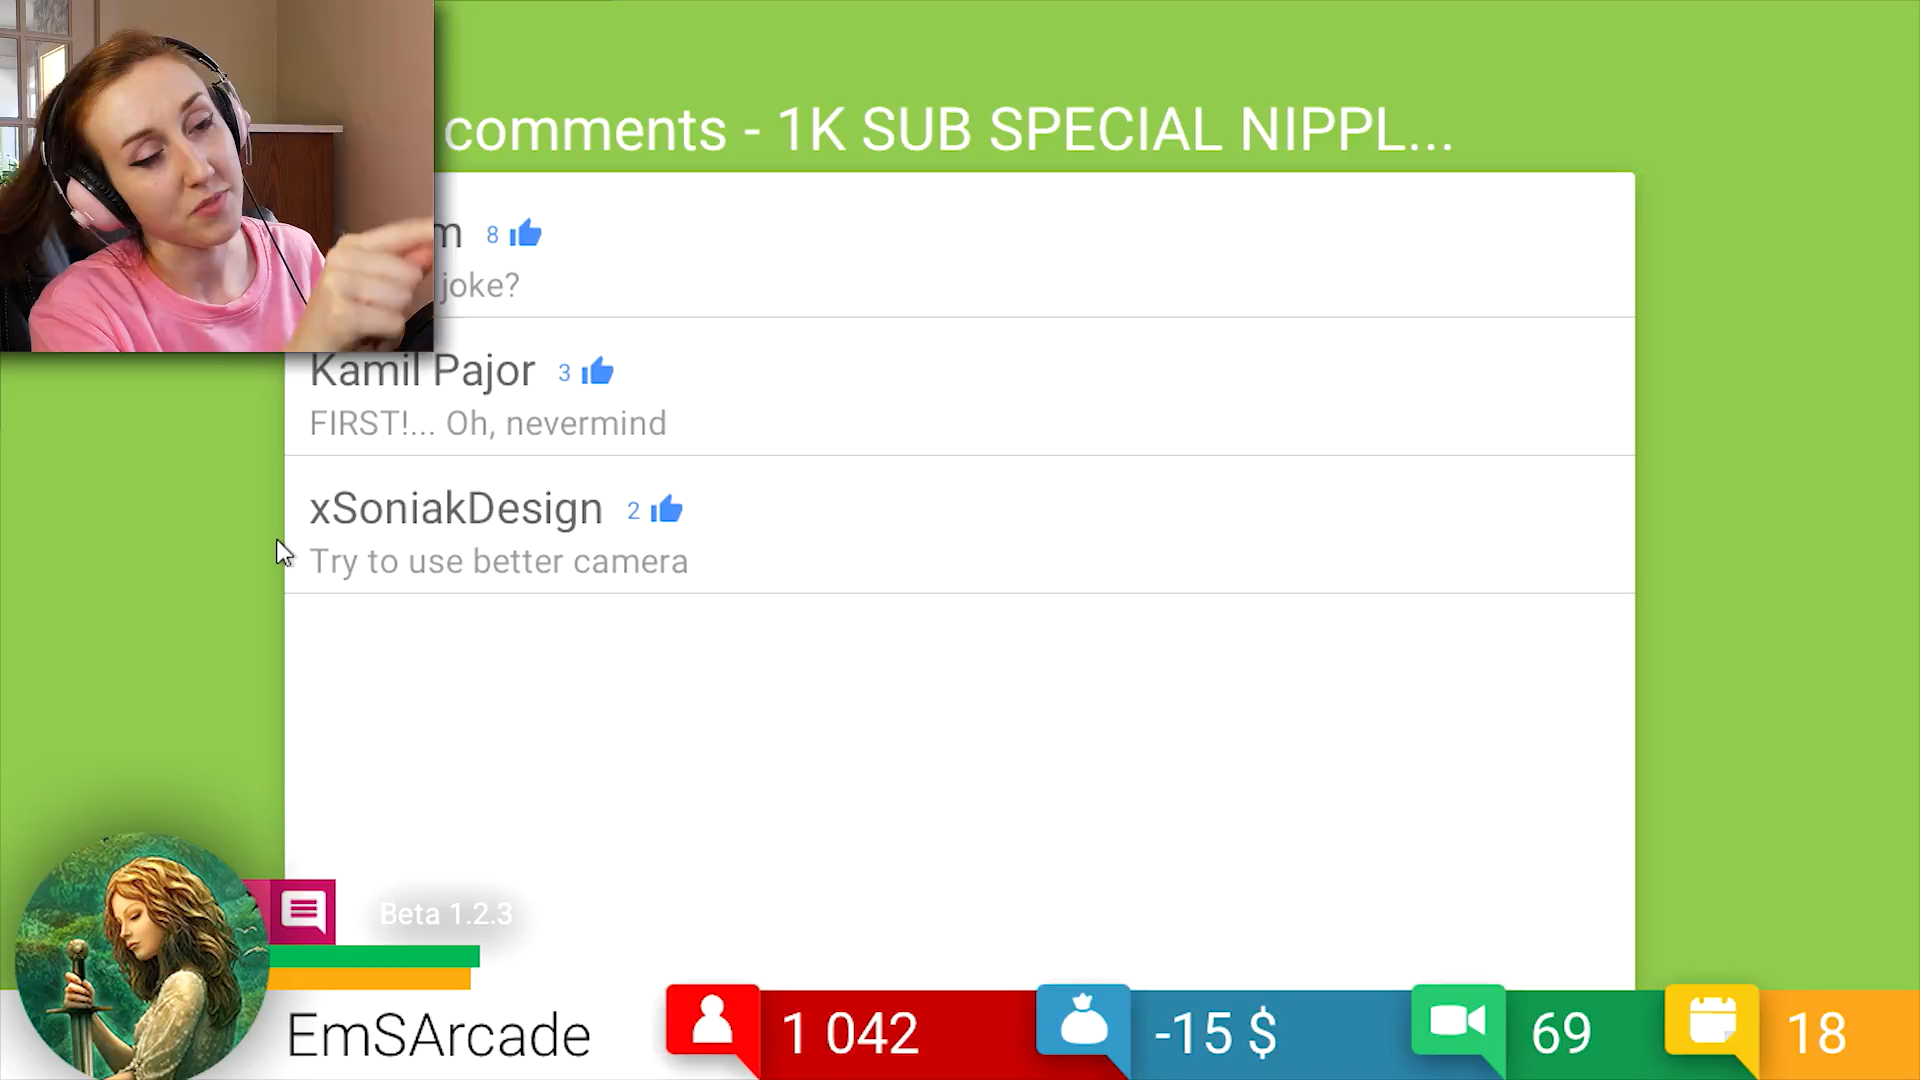 comments - 1K SUB SPECIAL NIPPL...
8
joke?
Kamil Pajor 3
FIRST!... Oh, nevermind
xSoniakDesign 2
Try to use better camera
Beta 1.2.3
EmSArcade
1 042
-15 $
69
18